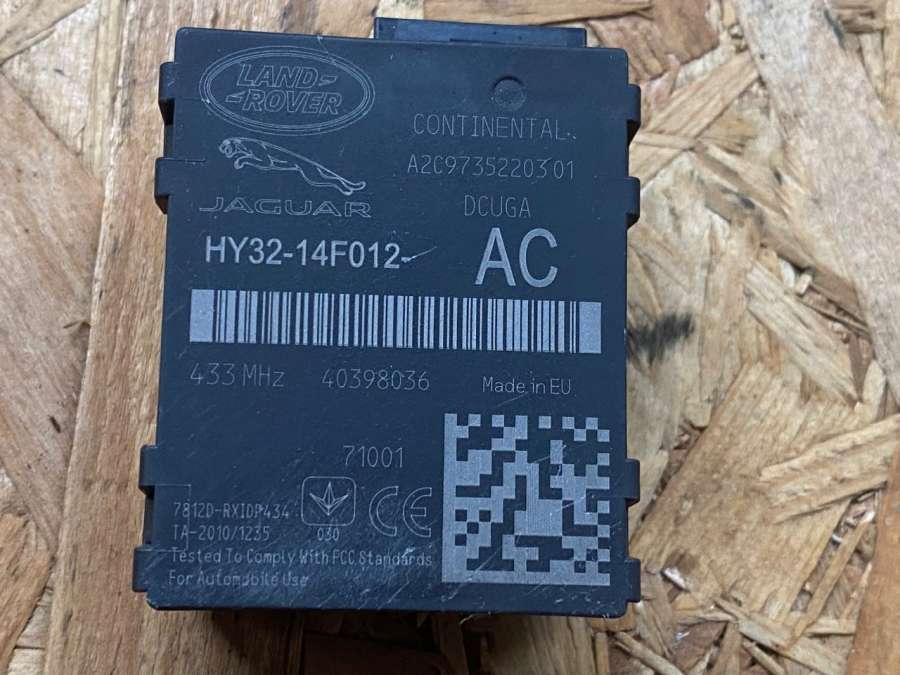 LAND-
-ROVER
CONTINENTAL
A2C9735220301
JAGUAR
DCUGA
HY32-14F012-
AC
433 MHz 40398036 Made in EU
71001
7812D-RXIDP434
TA-2010/1235
030
CE
Tested To Comply With FCC Standards
For Automobile Use